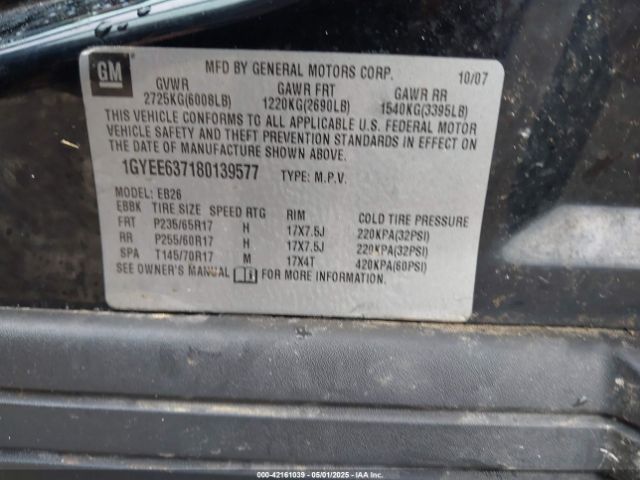 GM
MFD BY GENERAL MOTORS CORP. 10/07
GVWR GAWR FRT GAWR RR
2725KG(6008LB) 1220KG(2690LB) 1540KG(3395LB)
THIS VEHICLE CONFORMS TO ALL APPLICABLE U.S. FEDERAL MOTOR
VEHICLE SAFETY AND THEFT PREVENTION STANDARDS IN EFFECT ON
THE DATE OF MANUFACTURE SHOWN ABOVE.
1GYEE637180139577 TYPE: M.P.V.
MODEL: EB26
EBBK TIRE SIZE SPEED RTG RIM COLD TIRE PRESSURE
FRT P235/65R17 H 17X7.5J 220KPA(32PSI)
RR P255/60R17 H 17X7.5J 220KPA(32PSI)
SPA T145/70R17 M 17X4T 420KPA(60PSI)
SEE OWNER'S MANUAL FOR MORE INFORMATION.
000-42161039 - 05/01/2025 - IAAI.COM